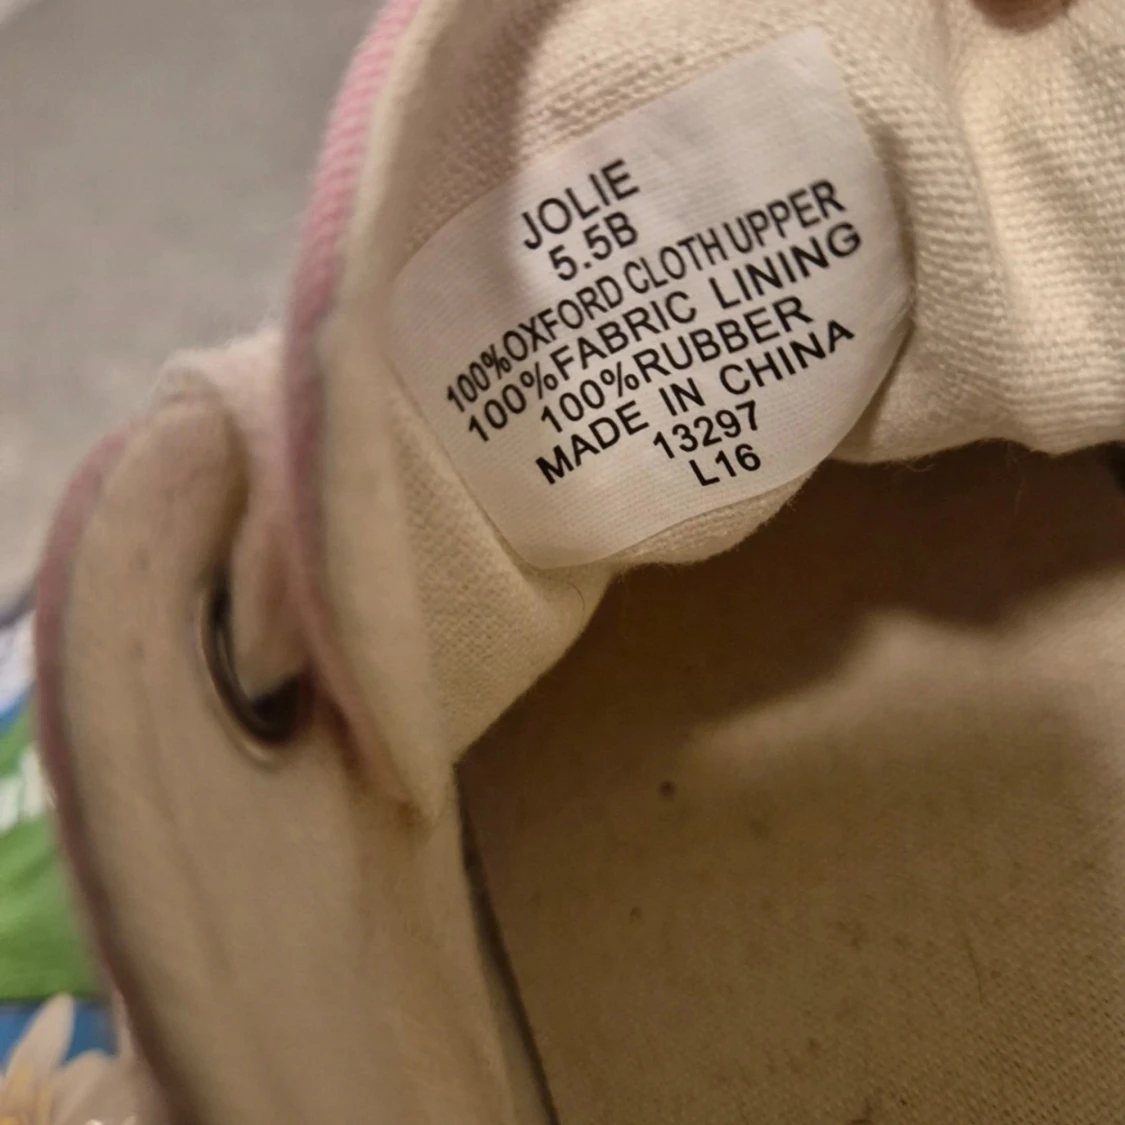 JOLIE
5.5B
100%OXFORD CLOTH UPPER
100%FABRIC LINING
100%RUBBER
MADE IN CHINA
13297
L16